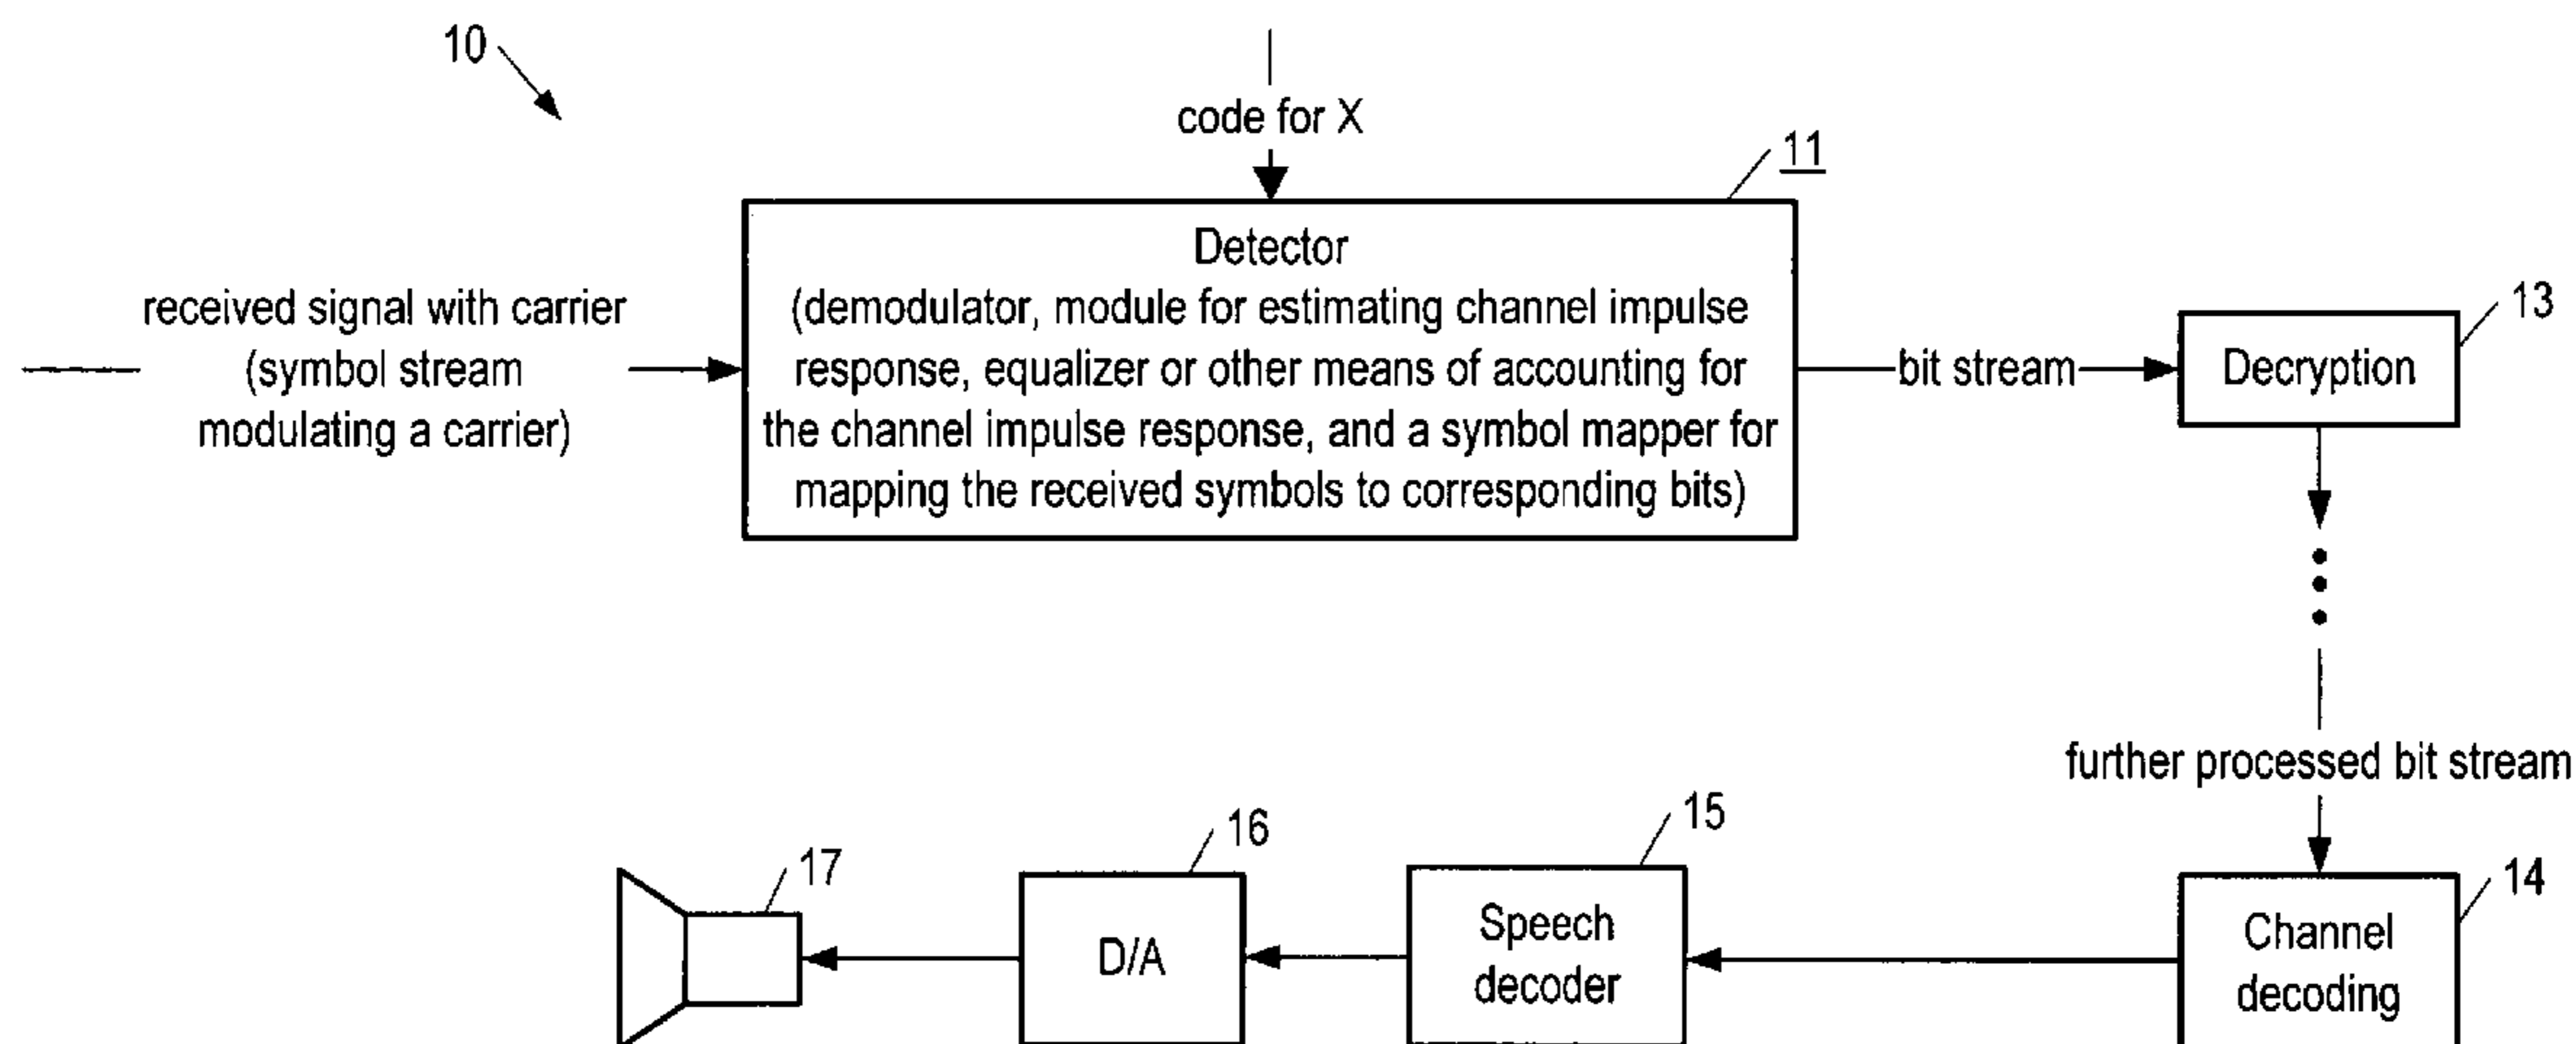 10
code for X
11
received signal with carrier
(symbol stream
modulating a carrier)
Detector
(demodulator, module for estimating channel impulse
response, equalizer or other means of accounting for
the channel impulse response, and a symbol mapper for
mapping the received symbols to corresponding bits)
bit stream
13
Decryption
further processed bit stream
14
Channel
decoding
15
Speech
decoder
16
D/A
17